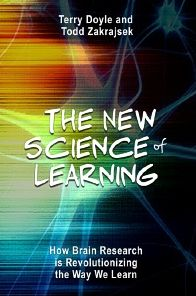 Terry Doyle and
Todd Zakrajsek
THE NEW
SCIENCE of
LEARNING
How Brain Research
is Revolutionizing
the Way We Learn